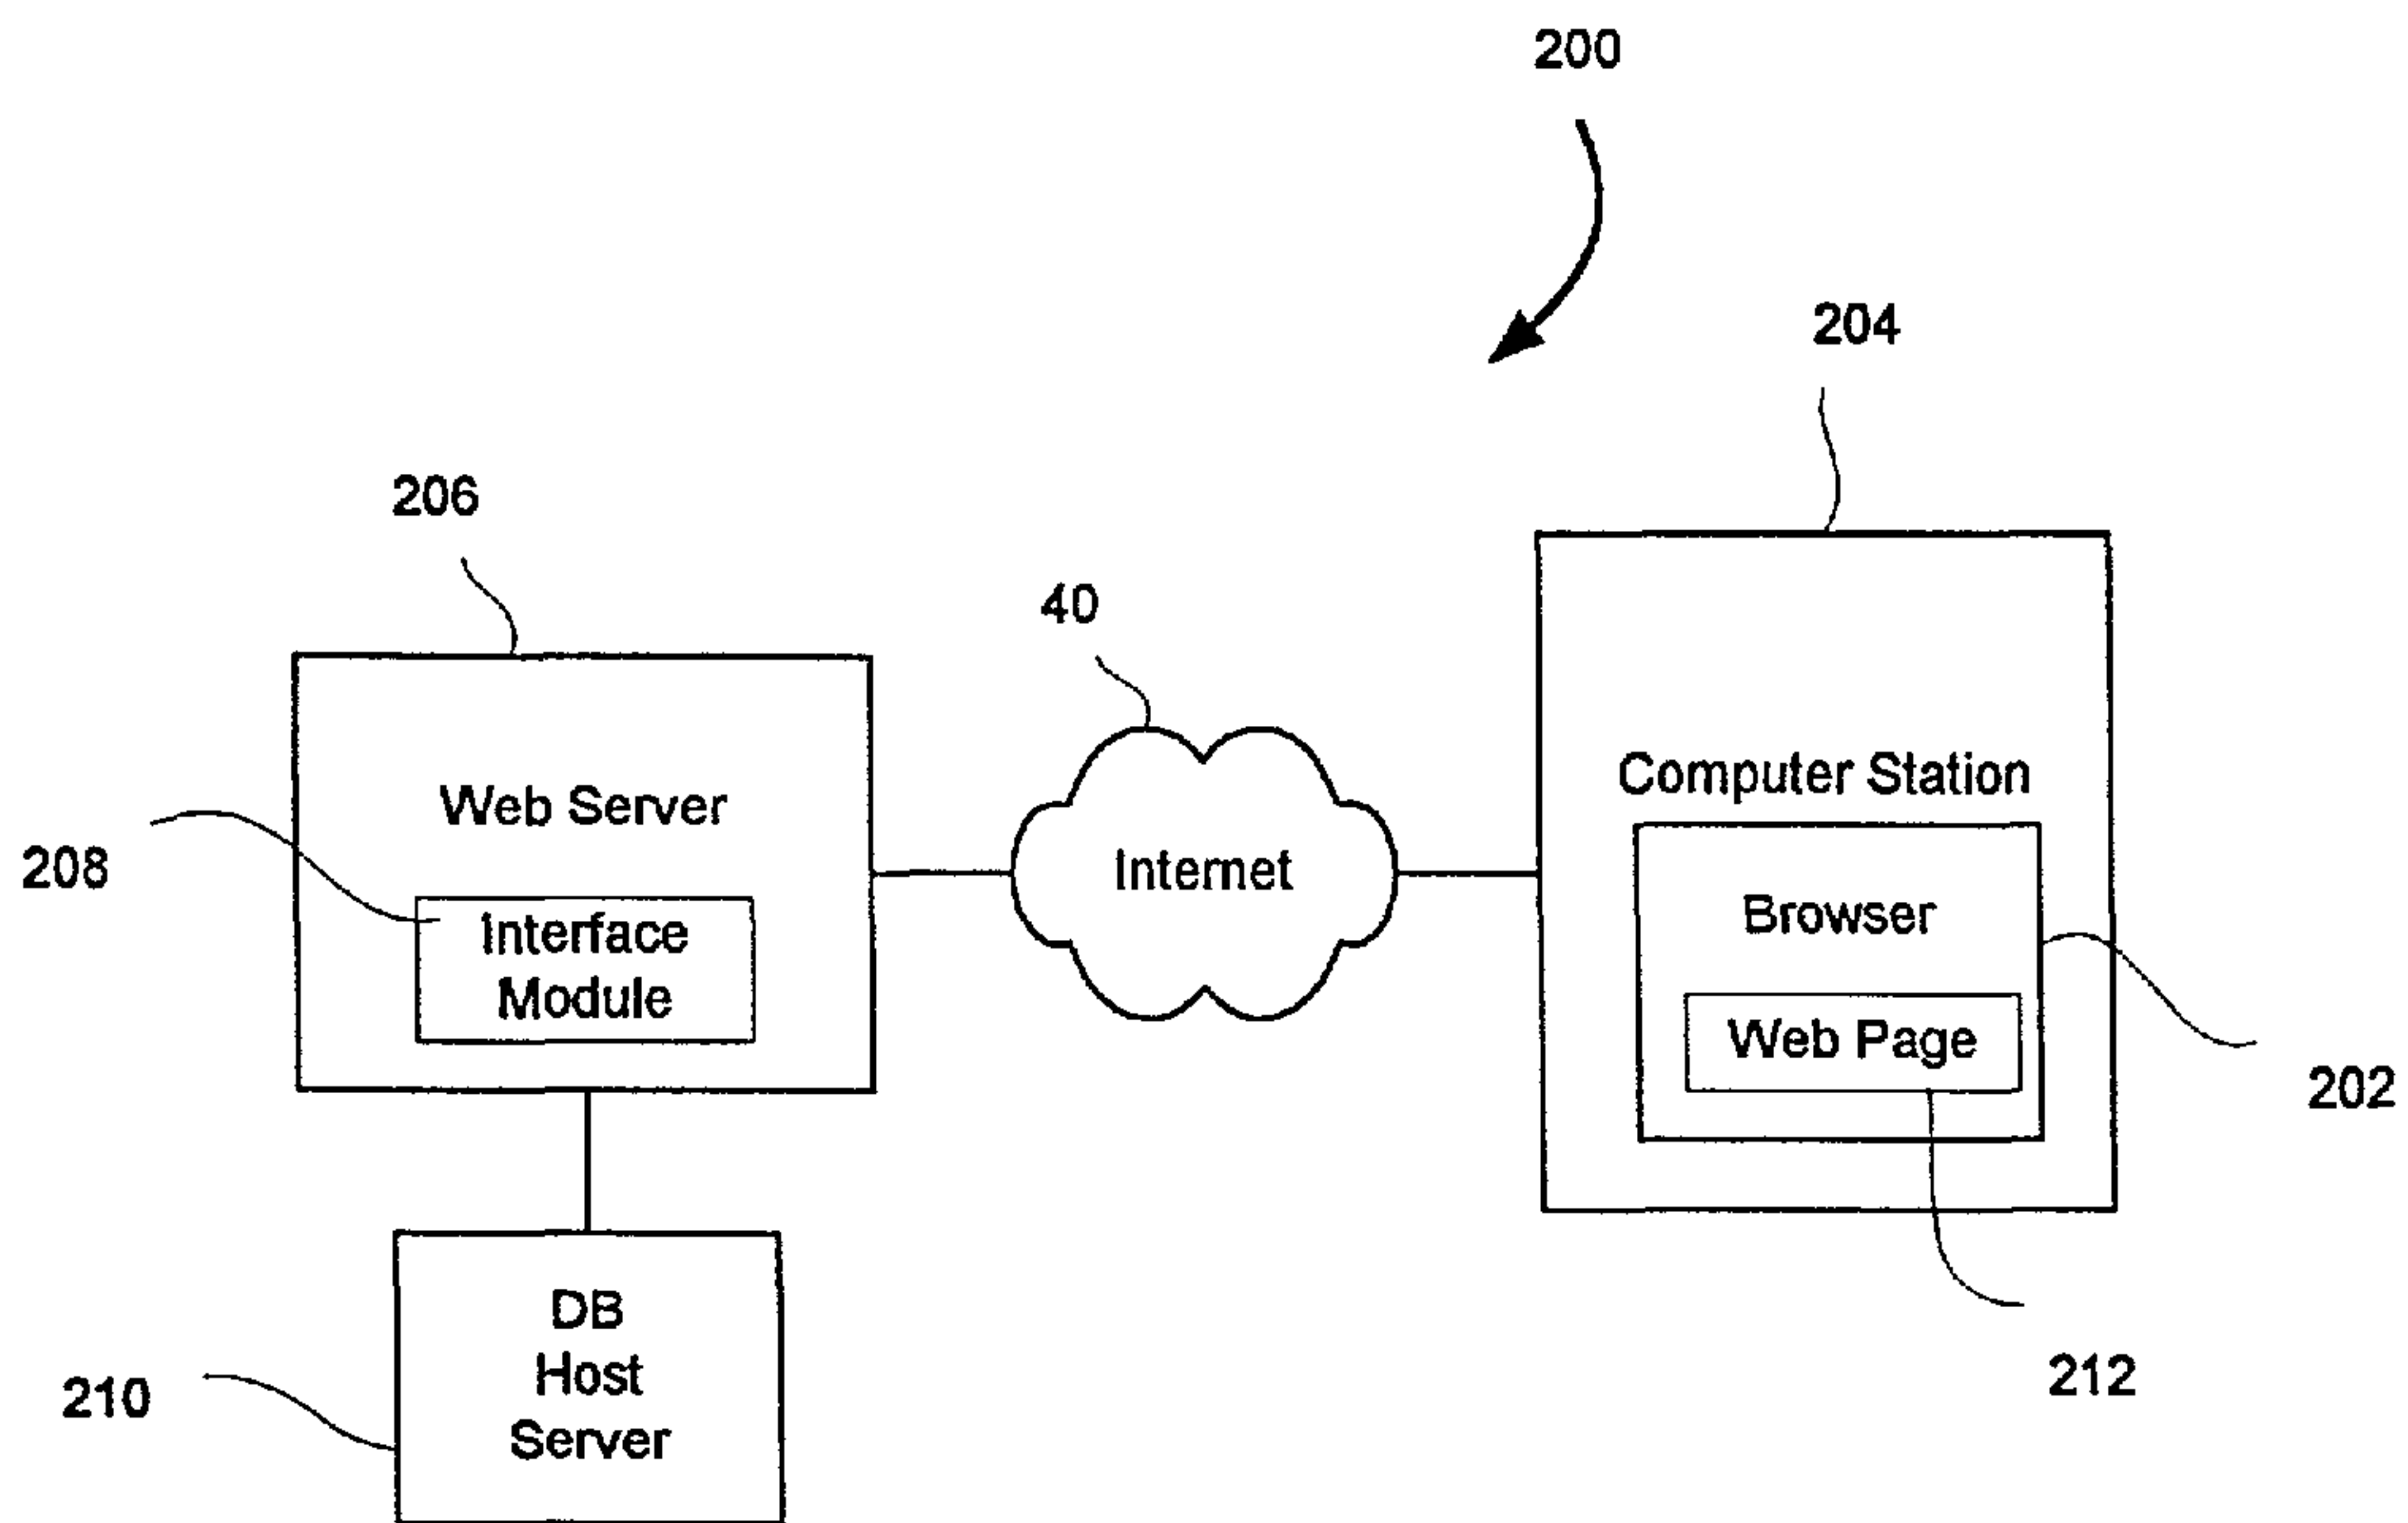 200
204
206
40
Web Server
Internet
Computer Station
208
Interface
Module
Browser
Web Page
202
DB
Host
Server
210
212